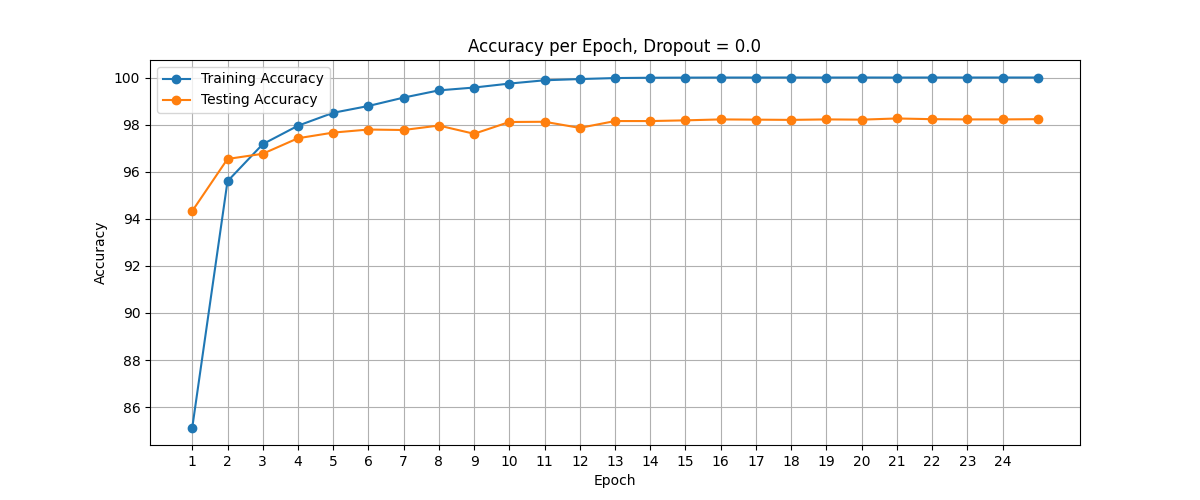 Accuracy per Epoch, Dropout = 0.0
Training Accuracy
Testing Accuracy
100
98
96
94
92
90
88
86
Accuracy
1 2 3 4 5 6 7 8 9 10 11 12 13 14 15 16 17 18 19 20 21 22 23 24
Epoch